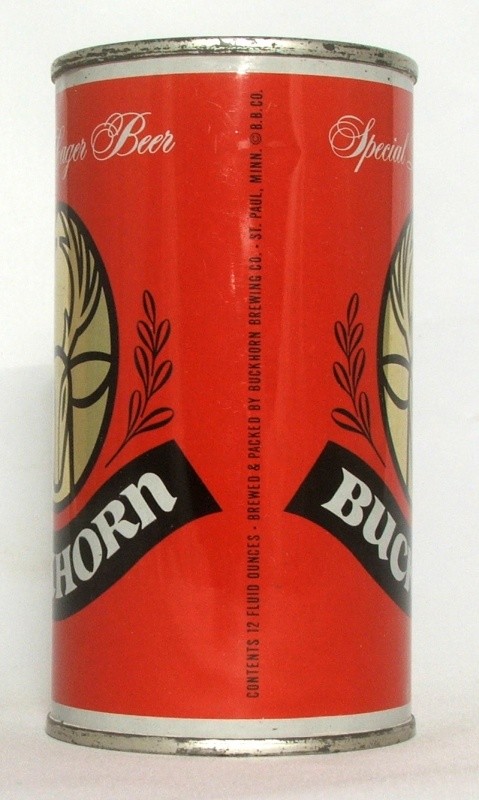 Lager Beer
Special
HORN
BUC
CONTENTS 12 FLUID OUNCES - BREWED & PACKED BY BUCKHORN BREWING CO. - ST. PAUL, MINN. © B.B.CO.